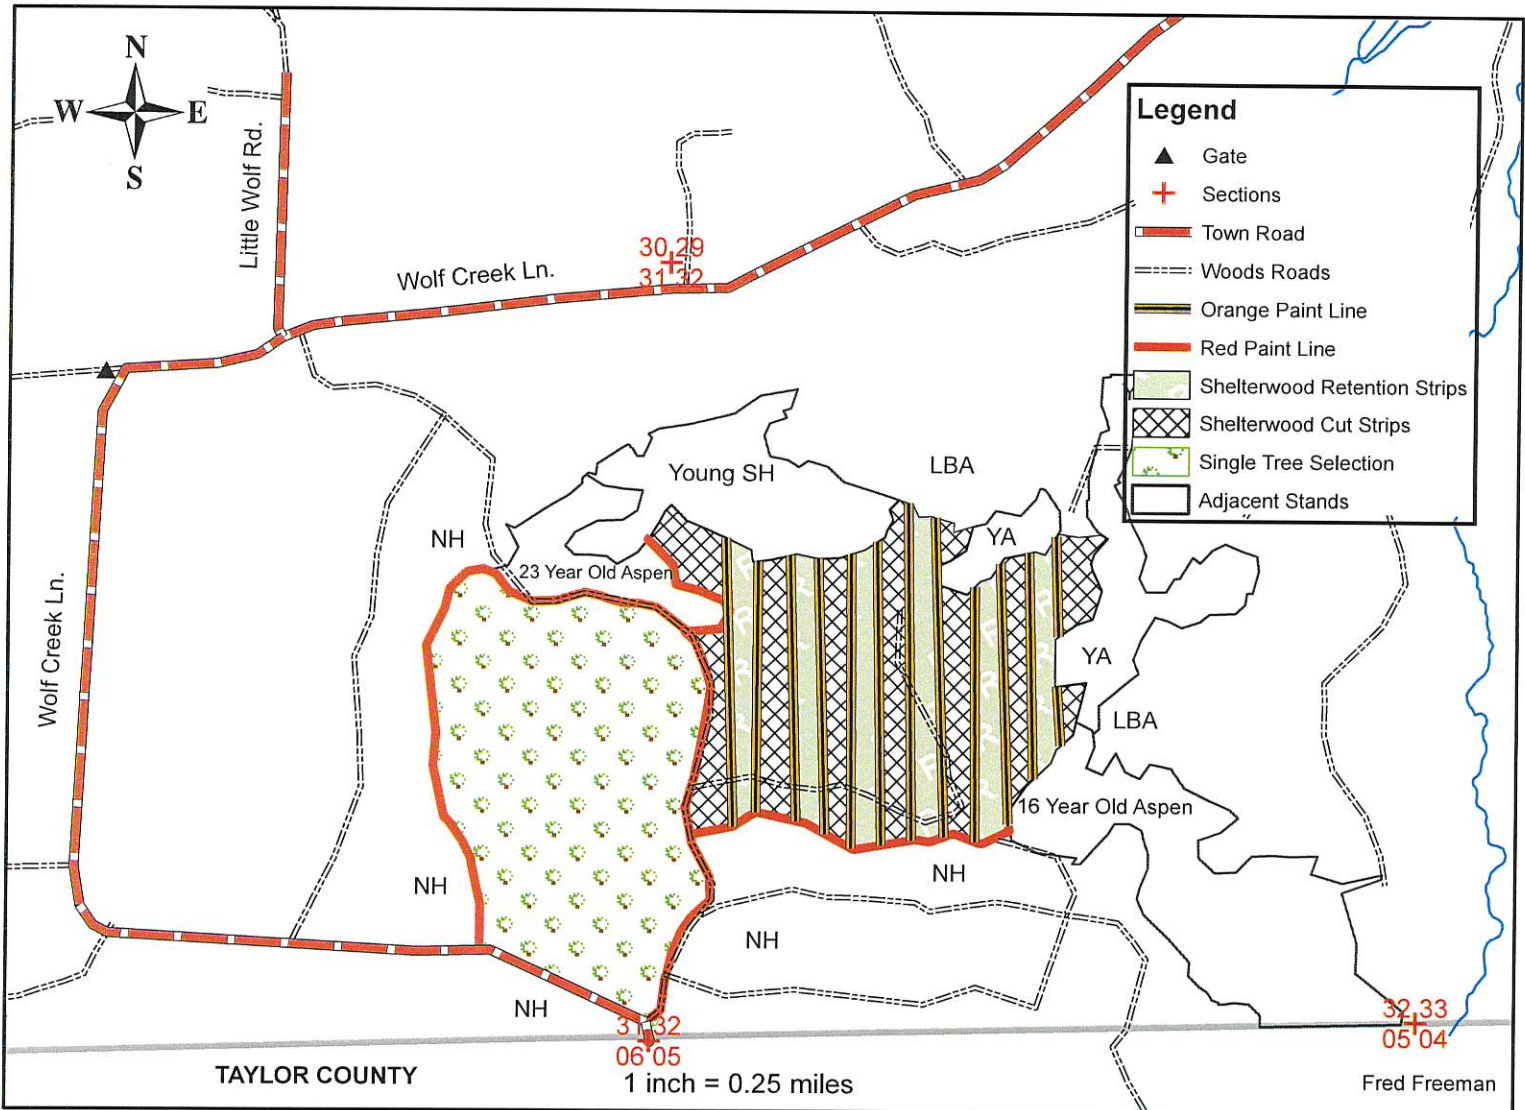 N
W E
S
Little Wolf Rd.
Wolf Creek Ln.
30 29
31 32
Legend
Gate
Sections
Town Road
Woods Roads
Orange Paint Line
Red Paint Line
Shelterwood Retention Strips
Shelterwood Cut Strips
Single Tree Selection
Adjacent Stands
Young SH
LBA
YA
NH
23 Year Old Aspen
Wolf Creek Ln.
YA
LBA
16 Year Old Aspen
NH
NH
NH
NH
R
R
R
R
R
R
R
31 32
06 05
32 33
05 04
TAYLOR COUNTY
1 inch = 0.25 miles
Fred Freeman